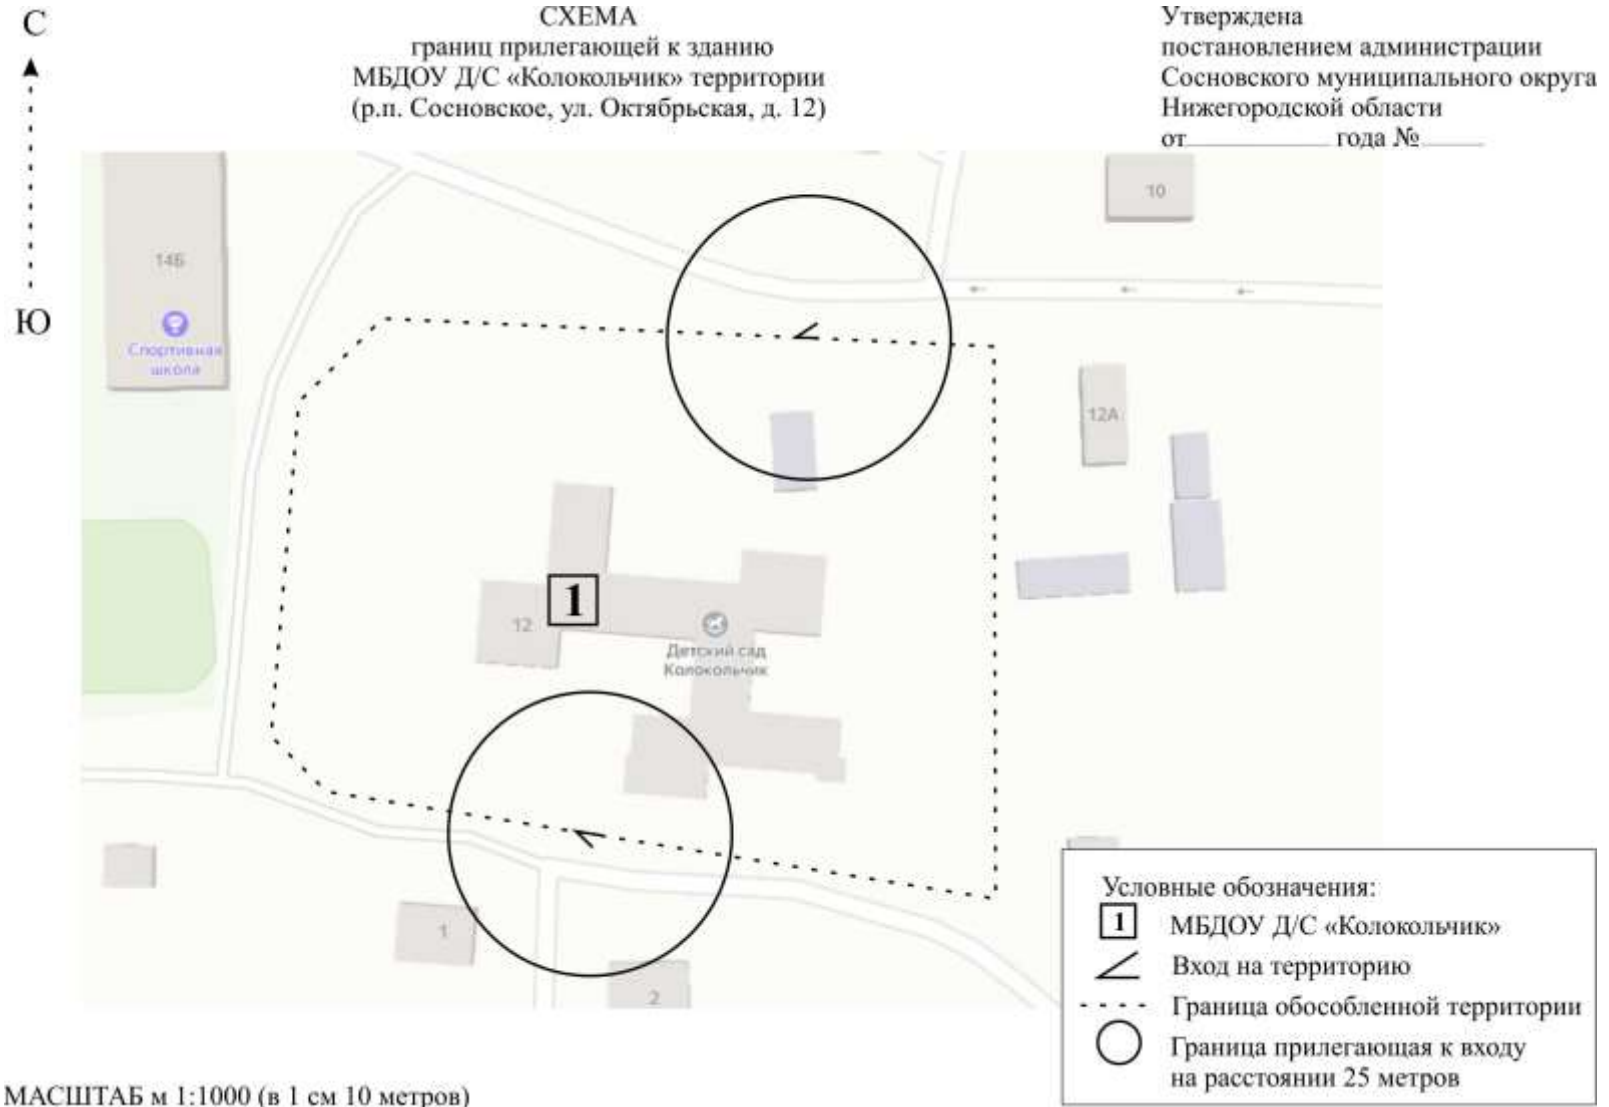 С
Ю
СХЕМА
границ прилегающей к зданию
МБДОУ Д/С «Колокольчик» территории
(р.п. Сосновское, ул. Октябрьская, д. 12)
Утверждена
постановлением администрации
Сосновского муниципального округа
Нижегородской области
от____________ года №_____
10
14Б
Спортивная
школа
12А
1
12
Детский сад
Колокольчик
1
2
Условные обозначения:
1 МБДОУ Д/С «Колокольчик»
Вход на территорию
Граница обособленной территории
Граница прилегающая к входу
на расстоянии 25 метров
МАСШТАБ м 1:1000 (в 1 см 10 метров)